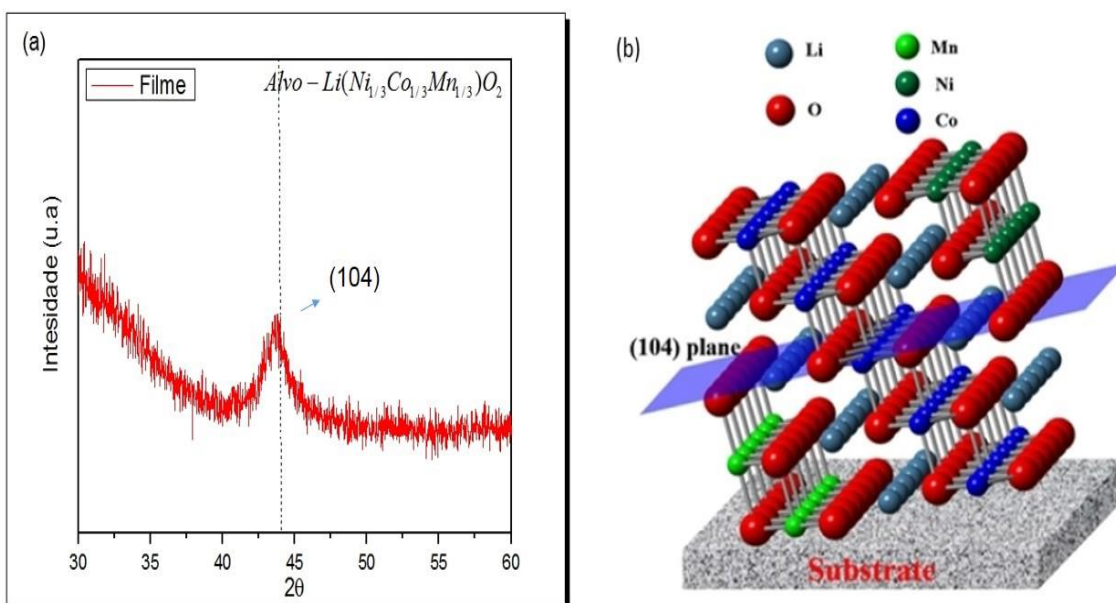 (a)
Filme
Alvo – Li(Ni1/3Co1/3Mn1/3)O2
(104)
Intesidade (u.a)
30 35 40 45 50 55 60
2θ
(b)
Li
Mn
Ni
O
Co
(104) plane
Substrate